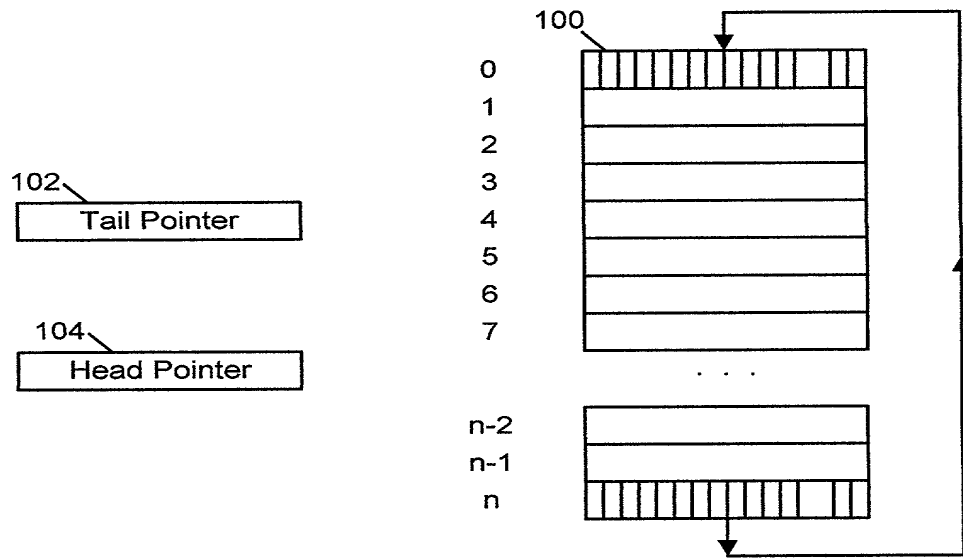 100
0
1
2
3
4
5
6
7
. . .
n-2
n-1
n
102
Tail Pointer
104
Head Pointer